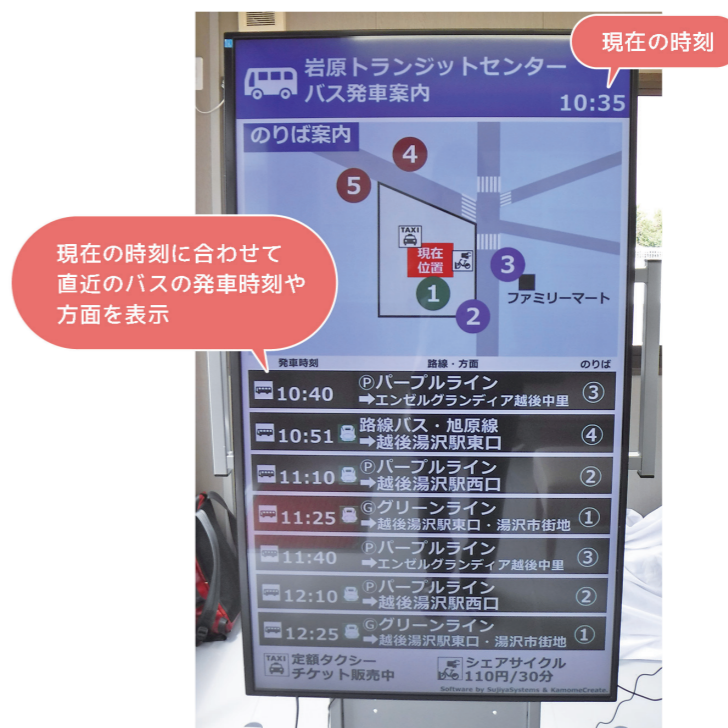 現在の時刻
岩原トランジットセンター
バス発車案内
10:35
のりば案内
4
5
TAXI
現在
位置
3
1
ファミリーマート
2
現在の時刻に合わせて
直近のバスの発車時刻や
方面を表示
発車時刻 路線・方面 のりば
10:40 Ⓟパープルライン ➡エンゼルグランディア越後中里 ③
10:51 路線バス・旭原線 ➡越後湯沢駅東口 ④
11:10 Ⓟパープルライン ➡越後湯沢駅西口 ②
11:25 Ⓖグリーンライン ➡越後湯沢駅東口・湯沢市街地 ①
11:40 Ⓟパープルライン ➡エンゼルグランディア越後中里 ③
12:10 Ⓟパープルライン ➡越後湯沢駅西口 ②
12:25 Ⓖグリーンライン ➡越後湯沢駅東口・湯沢市街地 ①
TAXI 定額タクシー
チケット販売中
シェアサイクル
110円/30分
Software by SujiyaSystems & KamomeCreate.